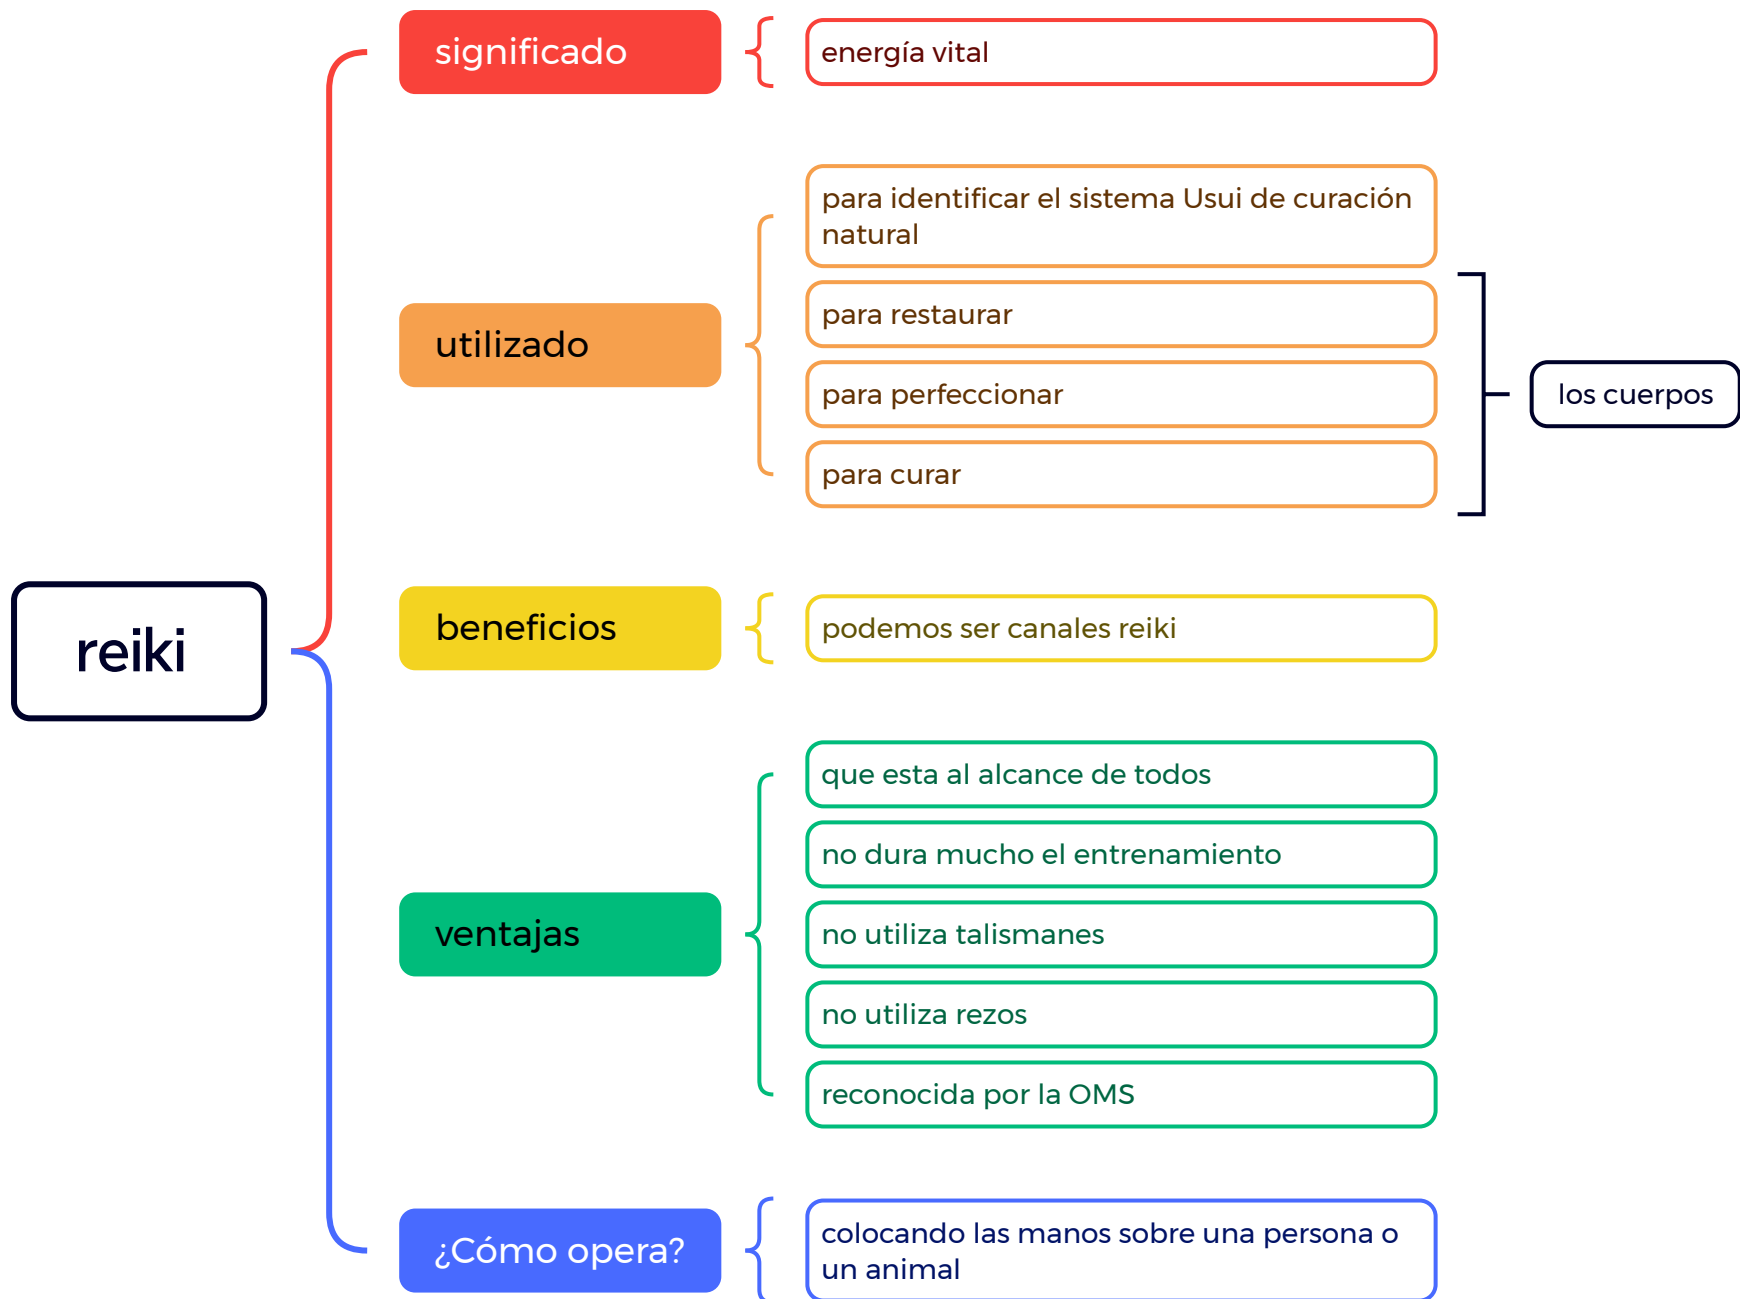 reiki
significado
energía vital
utilizado
para identificar el sistema Usui de curación
natural
para restaurar
para perfeccionar
para curar
los cuerpos
beneficios
podemos ser canales reiki
ventajas
que esta al alcance de todos
no dura mucho el entrenamiento
no utiliza talismanes
no utiliza rezos
reconocida por la OMS
¿Cómo opera?
colocando las manos sobre una persona o
un animal